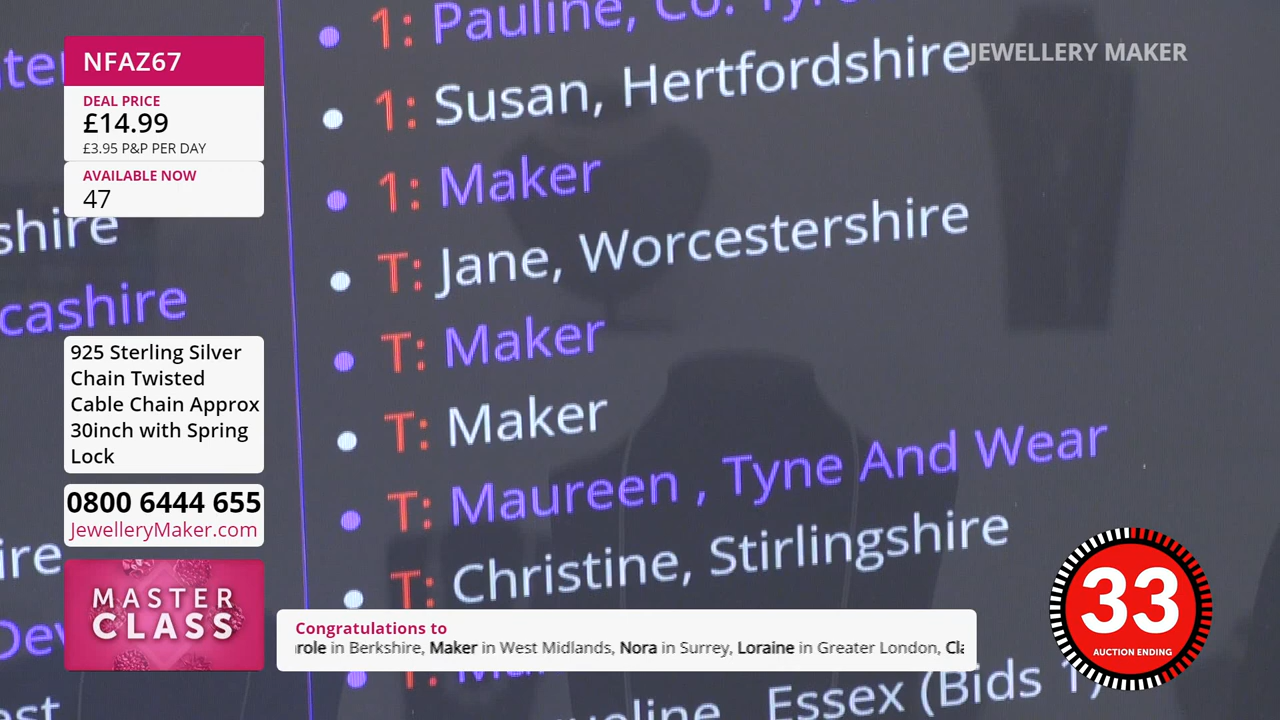 NFAZ67
DEAL PRICE
£14.99
£3.95 P&P PER DAY
AVAILABLE NOW
47
925 Sterling Silver
Chain Twisted
Cable Chain Approx
30inch with Spring
Lock
0800 6444 655
JewelleryMaker.com
MASTER
CLASS
JEWELLERY MAKER
1: Pauline, Co.
1: Susan, Hertfordshire
1: Maker
T: Jane, Worcestershire
T: Maker
T: Maker
T: Maureen , Tyne And Wear
T: Christine, Stirlingshire
Essex (Bids 1)
shire
cashire
ire
Congratulations to
role in Berkshire, Maker in West Midlands, Nora in Surrey, Loraine in Greater London, Cla
33
AUCTION ENDING